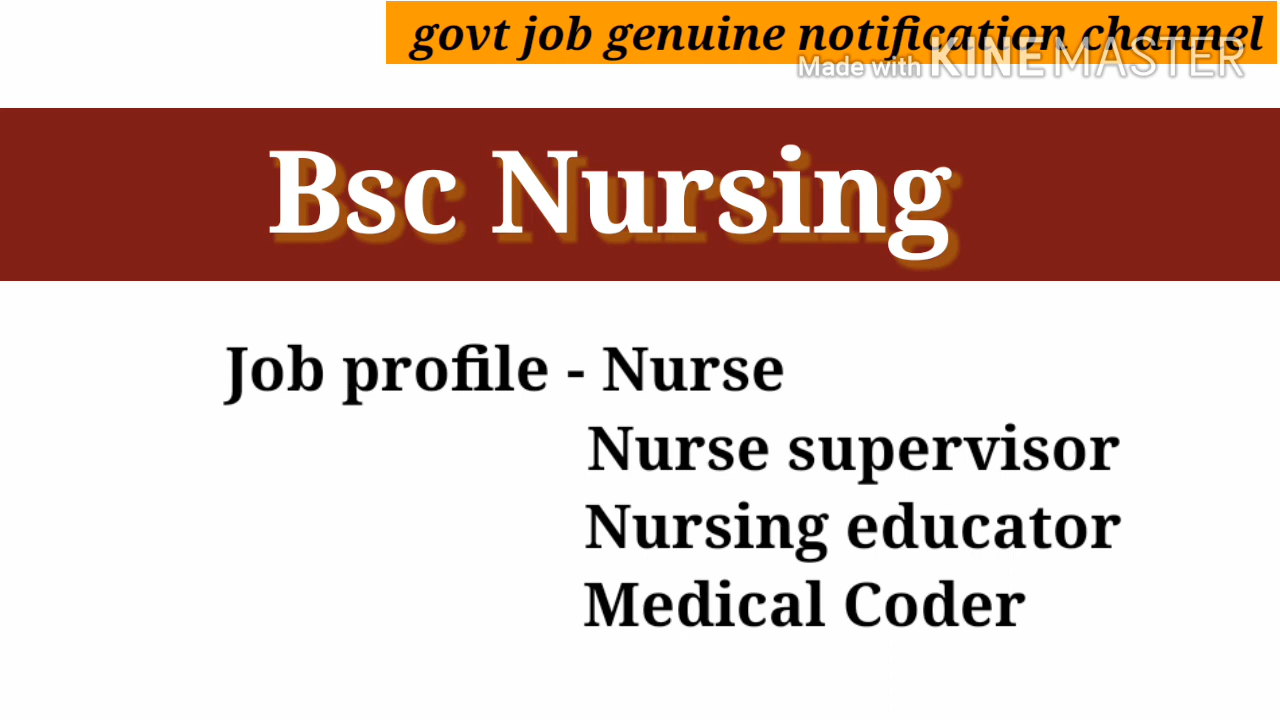 govt job genuine notification channel
Made with KINEMASTER
Bsc Nursing
Job profile - Nurse
Nurse supervisor
Nursing educator
Medical Coder